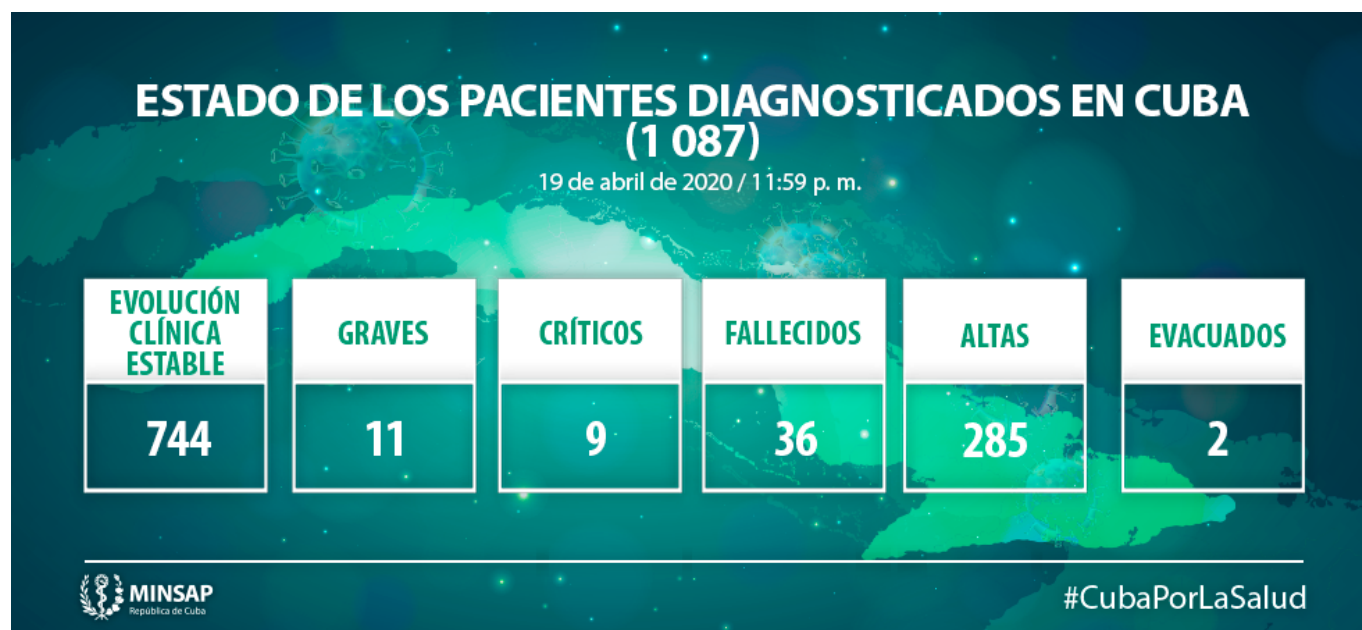 ESTADO DE LOS PACIENTES DIAGNOSTICADOS EN CUBA
(1 087)
19 de abril de 2020 / 11:59 p. m.
EVOLUCIÓN
CLÍNICA
ESTABLE
744
GRAVES
11
CRÍTICOS
9
FALLECIDOS
36
ALTAS
285
EVACUADOS
2
MINSAP
República de Cuba
#CubaPorLaSalud